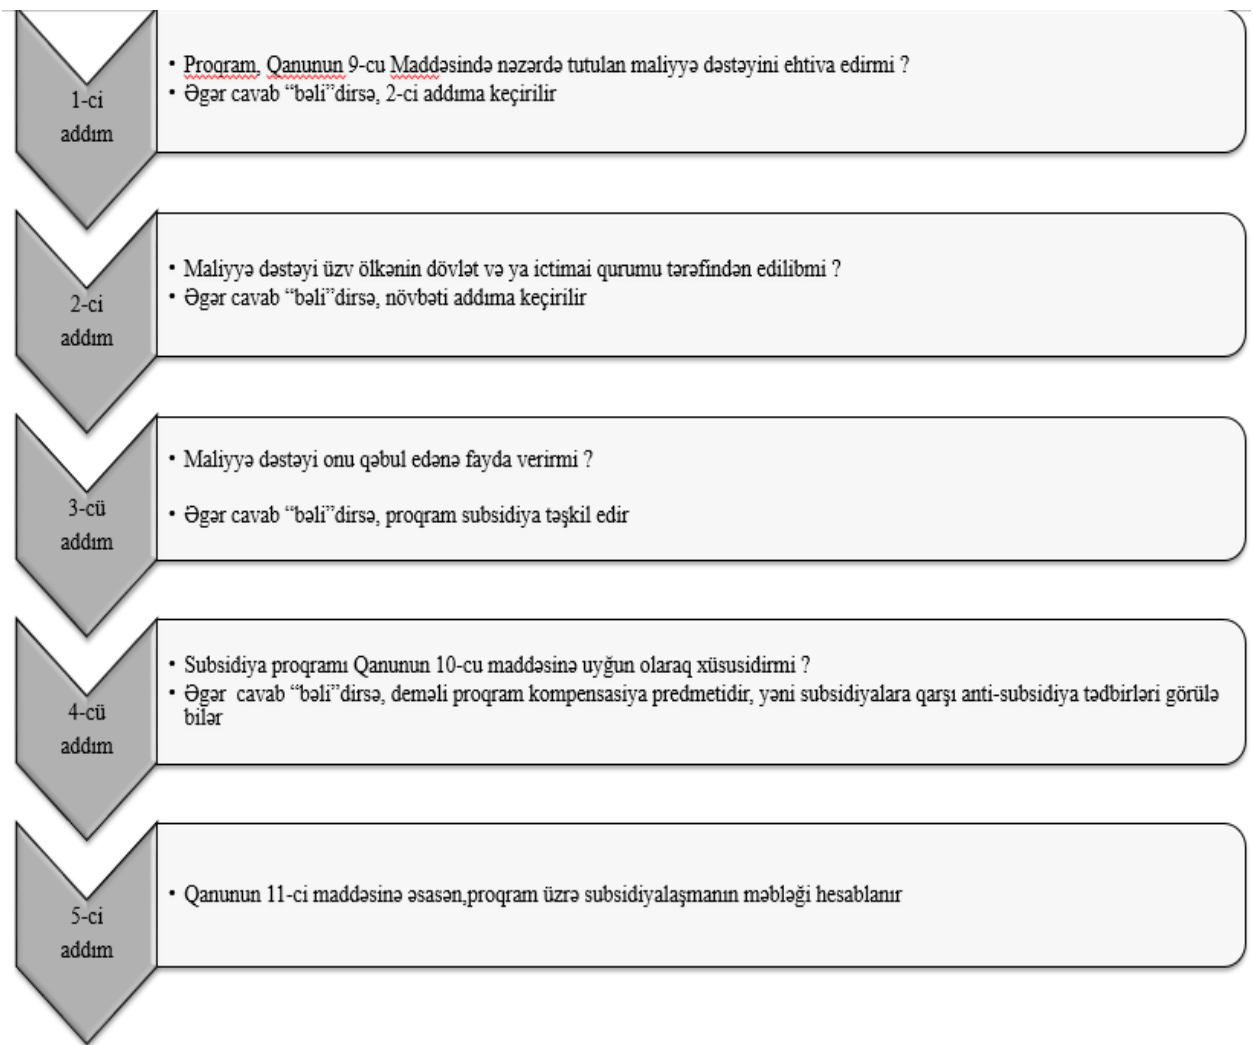 1-ci
addım
• Proqram, Qanunun 9-cu Maddəsində nəzərdə tutulan maliyyə dəstəyini ehtiva edirmi ?
• Əgər cavab “bəli”dirsə, 2-ci addıma keçirilir
2-ci
addım
• Maliyyə dəstəyi üzv ölkənin dövlət və ya ictimai qurumu tərəfindən edilibmi ?
• Əgər cavab “bəli”dirsə, növbəti addıma keçirilir
3-cü
addım
• Maliyyə dəstəyi onu qəbul edənə fayda verirmi ?
• Əgər cavab “bəli”dirsə, proqram subsidiya təşkil edir
4-cü
addım
• Subsidiya proqramı Qanunun 10-cu maddəsinə uyğun olaraq xüsusidirmi ?
• Əgər  cavab “bəli”dirsə, deməli proqram kompensasiya predmetidir, yəni subsidiyalara qarşı anti-subsidiya tədbirləri görülə
bilər
5-ci
addım
• Qanunun 11-ci maddəsinə əsasən,proqram üzrə subsidiyalaşmanın məbləği hesablanır